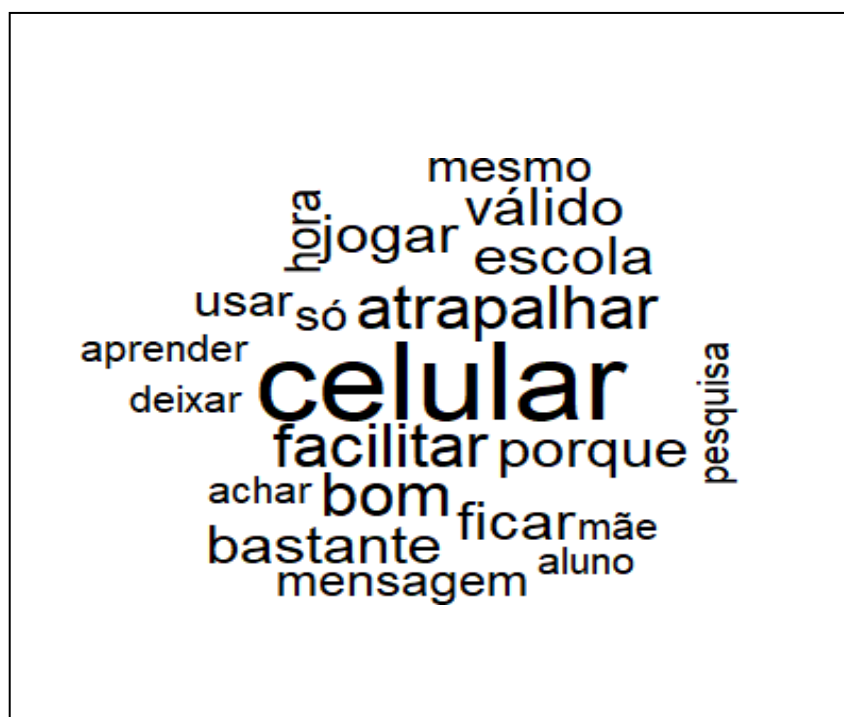 mesmo
hora
válido
jogar
escola
usar
só
atrapalhar
aprender
celular
pesquisa
deixar
facilitar
porque
achar
bom
ficar
mãe
bastante
aluno
mensagem